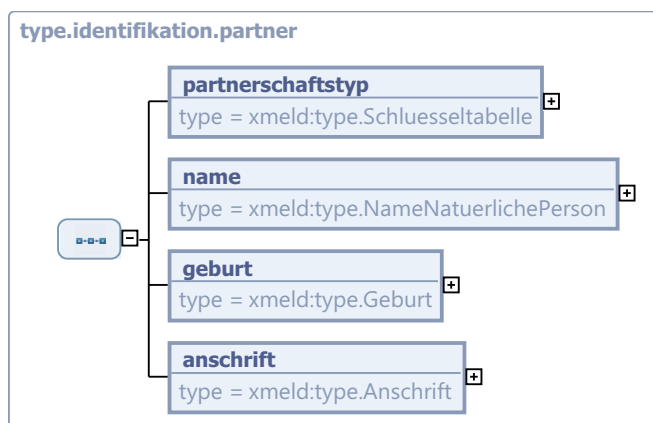 type.identifikation.partner
partnerschaftstyp
type = xmeld:type.Schluesseltabelle
name
type = xmeld:type.NameNatuerlichePerson
geburt
type = xmeld:type.Geburt
anschrift
type = xmeld:type.Anschrift